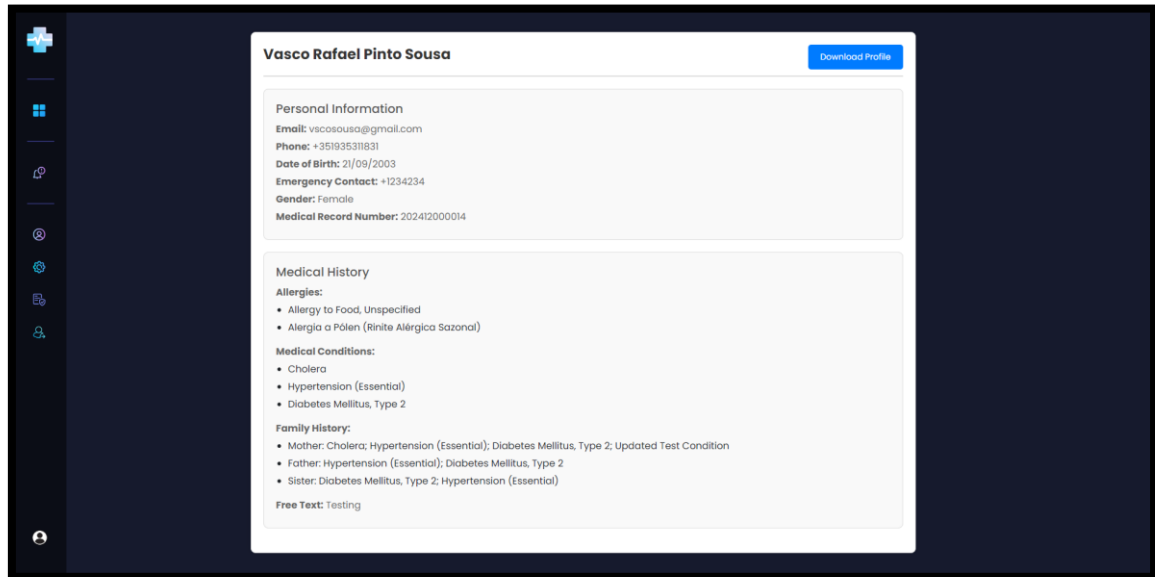 Vasco Rafael Pinto Sousa
Download Profile
Personal Information
Email: vscosousa@gmail.com
Phone: +351935311831
Date of Birth: 21/09/2003
Emergency Contact: +1234234
Gender: Female
Medical Record Number: 202412000014
Medical History
Allergies:
• Allergy to Food, Unspecified
• Alergia a Pólen (Rinite Alérgica Sazonal)
Medical Conditions:
• Cholera
• Hypertension (Essential)
• Diabetes Mellitus, Type 2
Family History:
• Mother: Cholera; Hypertension (Essential); Diabetes Mellitus, Type 2; Updated Test Condition
• Father: Hypertension (Essential); Diabetes Mellitus, Type 2
• Sister: Diabetes Mellitus, Type 2; Hypertension (Essential)
Free Text: Testing